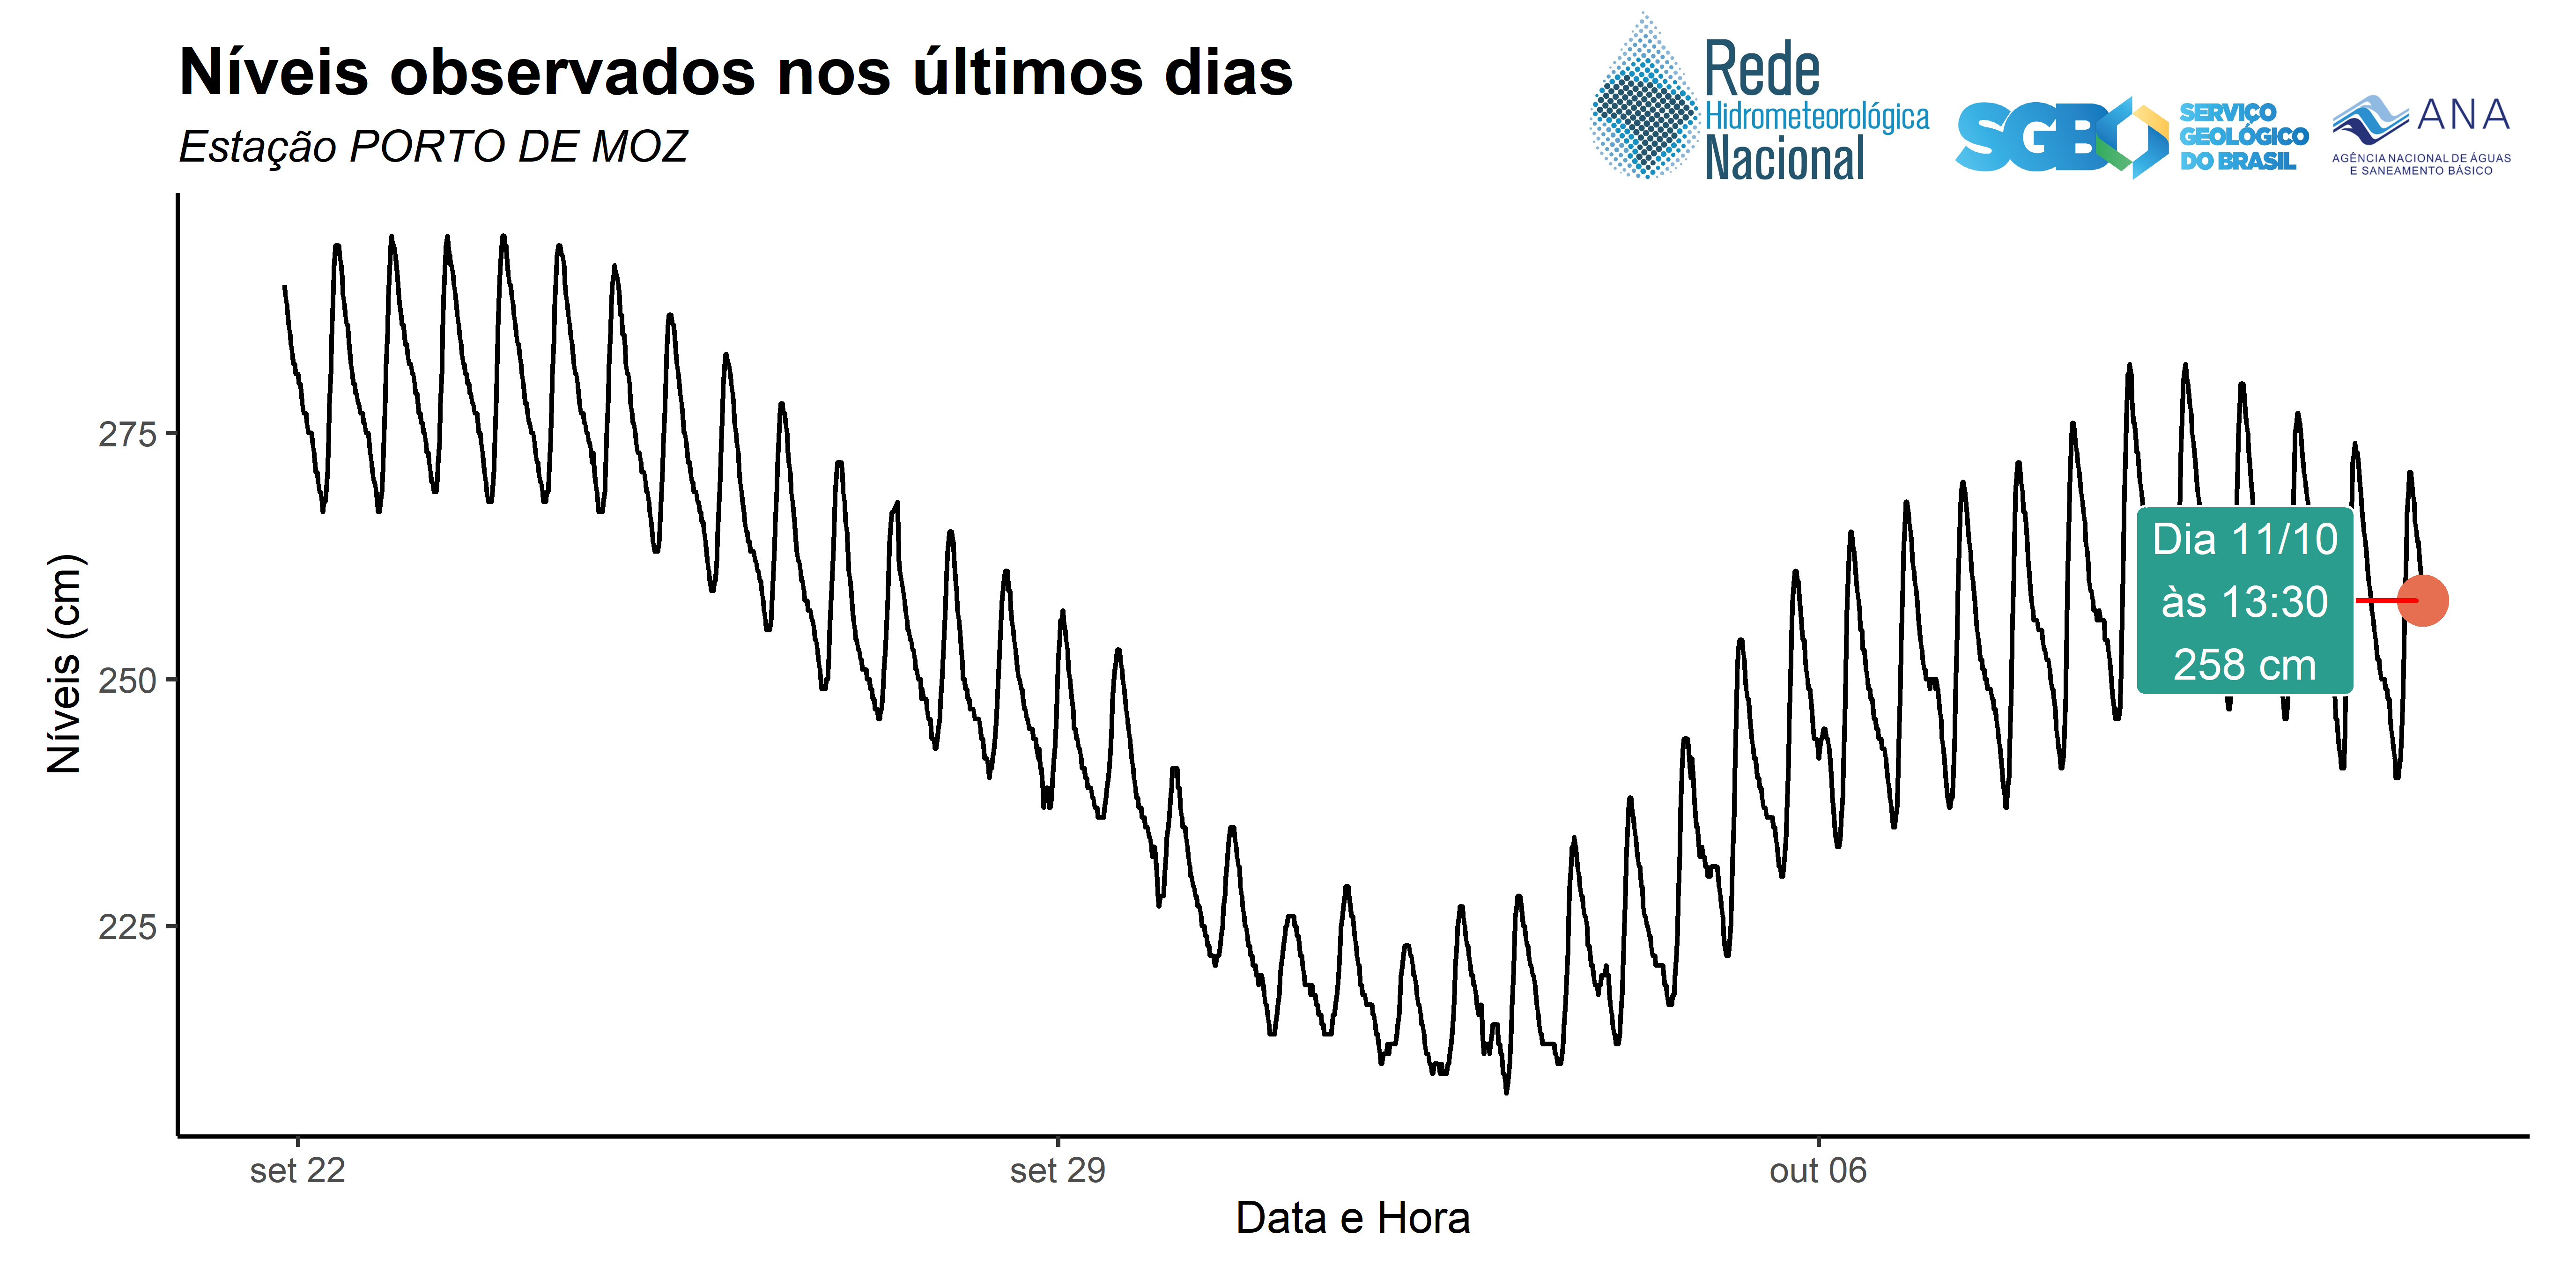 Níveis observados nos últimos dias
Estação PORTO DE MOZ
Rede
Hidrometeorológica
Nacional
SGB
SERVIÇO
GEOLÓGICO
DO BRASIL
ANA
AGÊNCIA NACIONAL DE ÁGUAS
E SANEAMENTO BÁSICO
Níveis (cm)
275
250
225
Dia 11/10
às 13:30
258 cm
set 22
set 29
out 06
Data e Hora